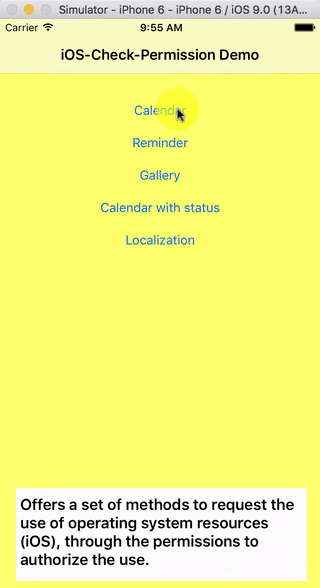 Simulator - iPhone 6 - iPhone 6 / iOS 9.0 (13A...
Carrier 9:55 AM
iOS-Check-Permission Demo
Calendar
Reminder
Gallery
Calendar with status
Localization
Offers a set of methods to request the
use of operating system resources
(iOS), through the permissions to
authorize the use.